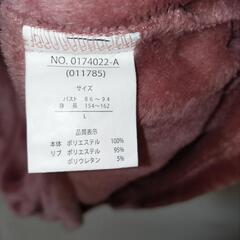 NO. 0174022-A
(011785)
サイズ
バスト 86～94
身長 154～162
L
品質表示
本体 ポリエステル 100%
リブ ポリエステル 95%
ポリウレタン 5%